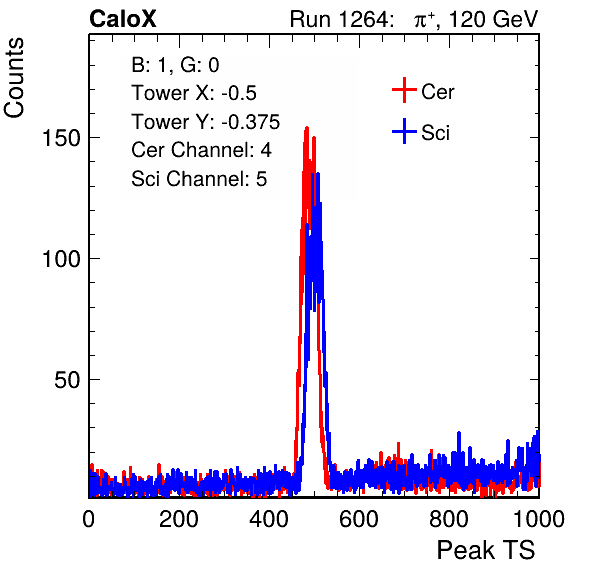 CaloX Run 1264: π+, 120 GeV
Counts
B: 1, G: 0
Tower X: -0.5
Tower Y: -0.375
Cer Channel: 4
Sci Channel: 5
Cer
Sci
150
100
50
0 200 400 600 800 1000
Peak TS